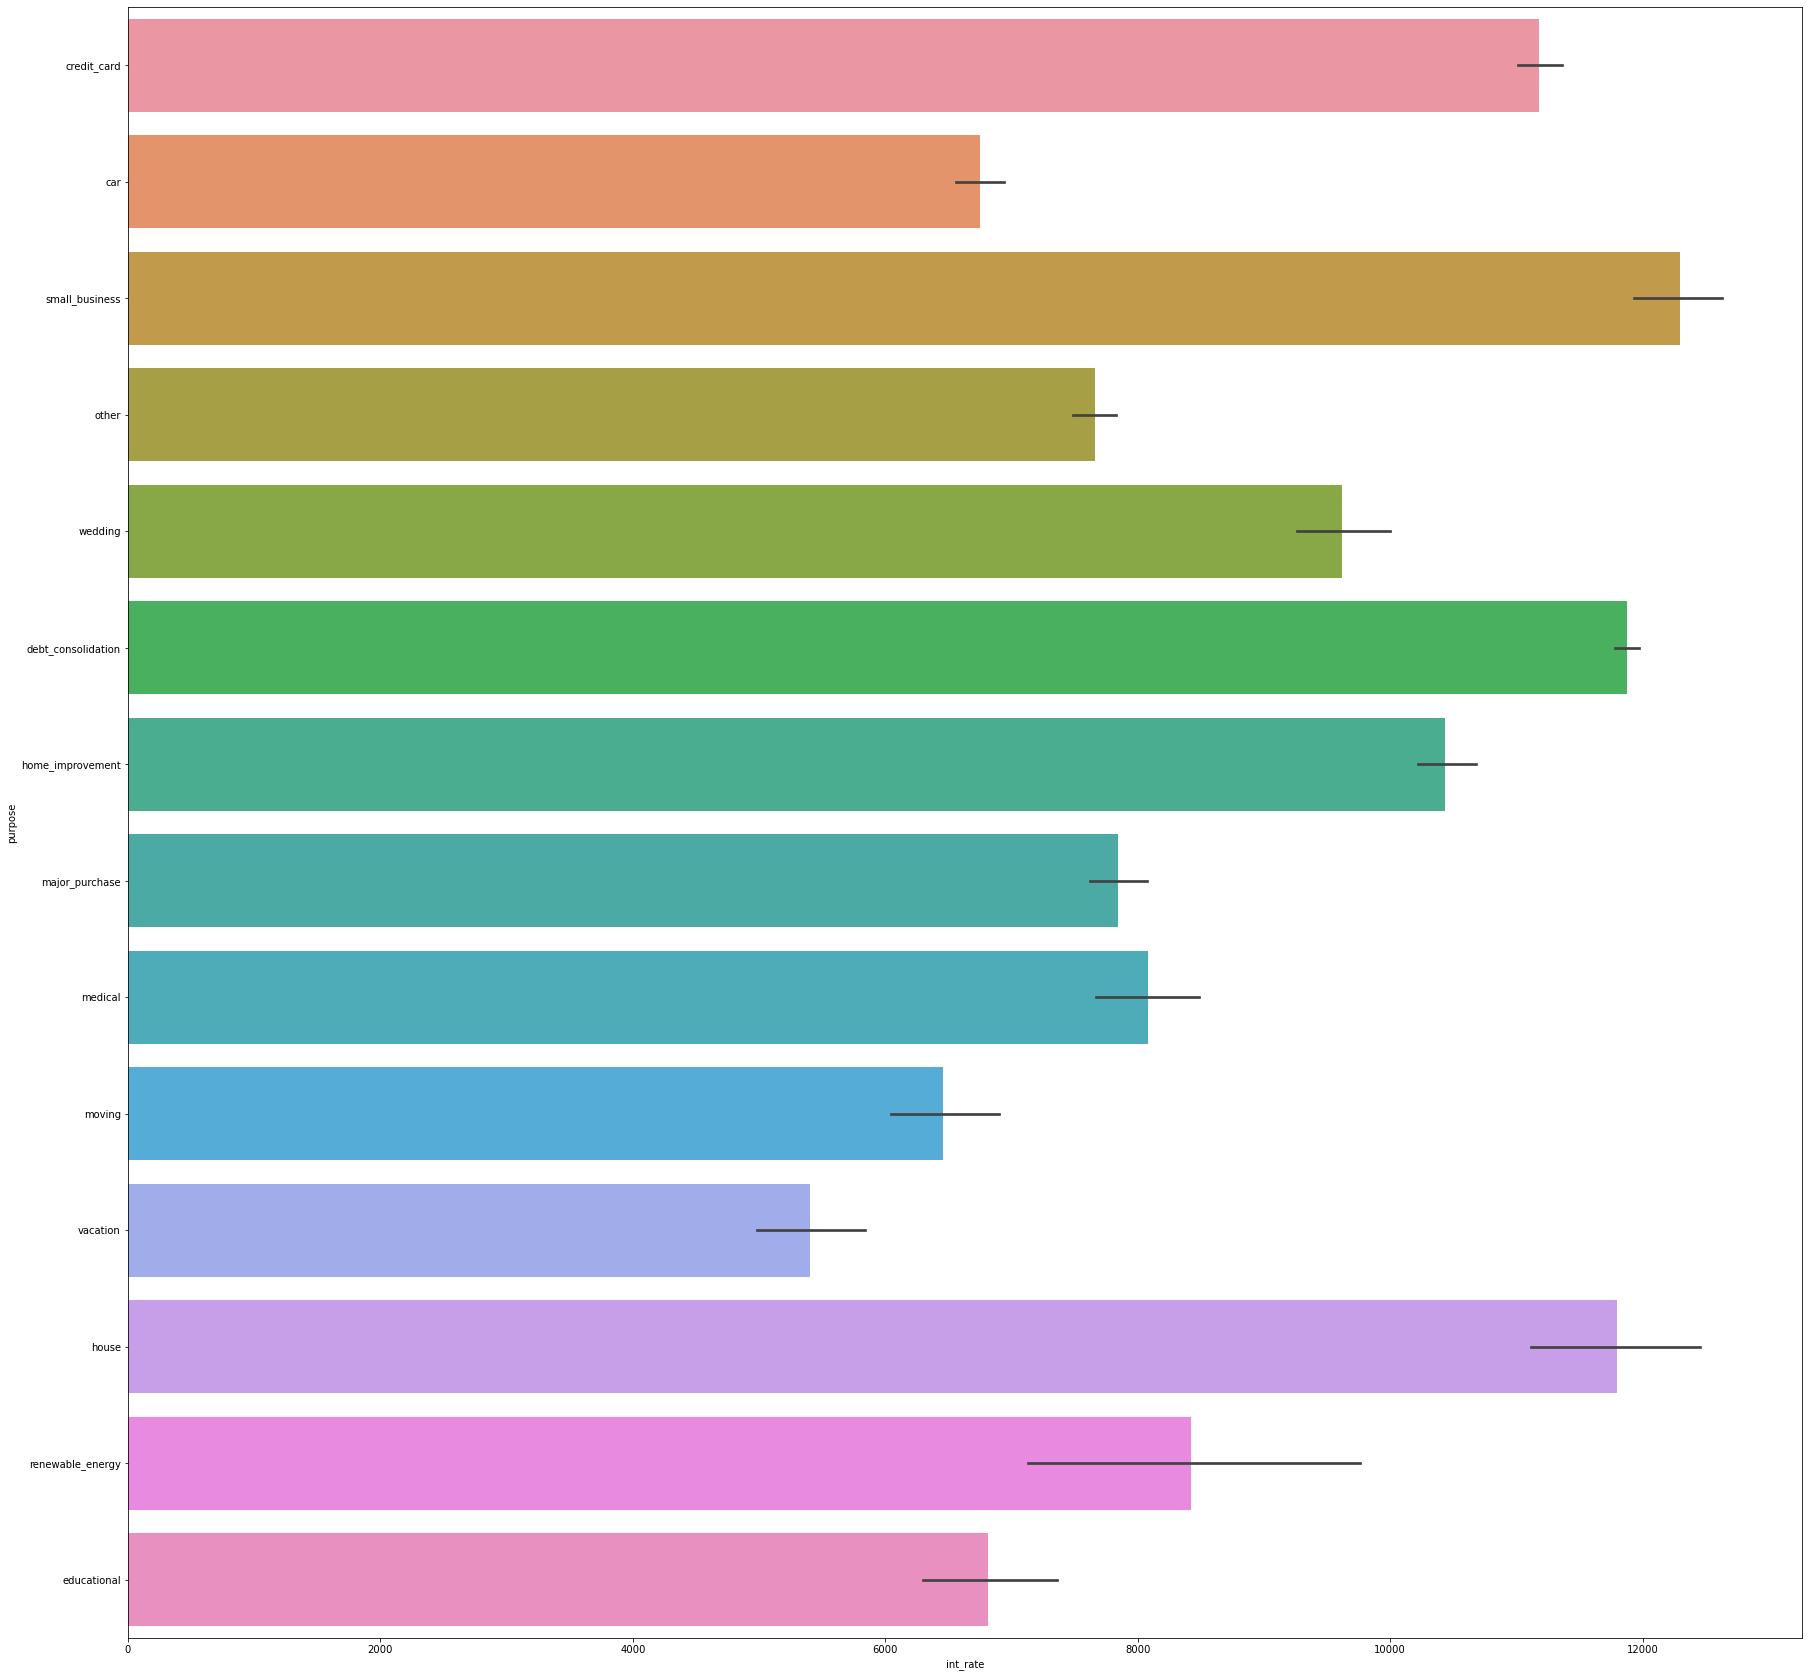 credit_card
car
small_business
other
wedding
debt_consolidation
home_improvement
purpose
major_purchase
medical
moving
vacation
house
renewable_energy
educational
0 2000 4000 6000 8000 10000 12000
int_rate